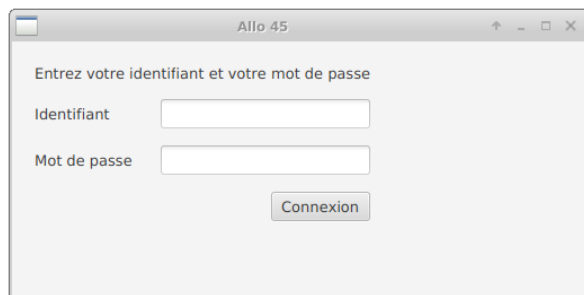 Allo 45
Entrez votre identifiant et votre mot de passe
Identifiant
Mot de passe
Connexion